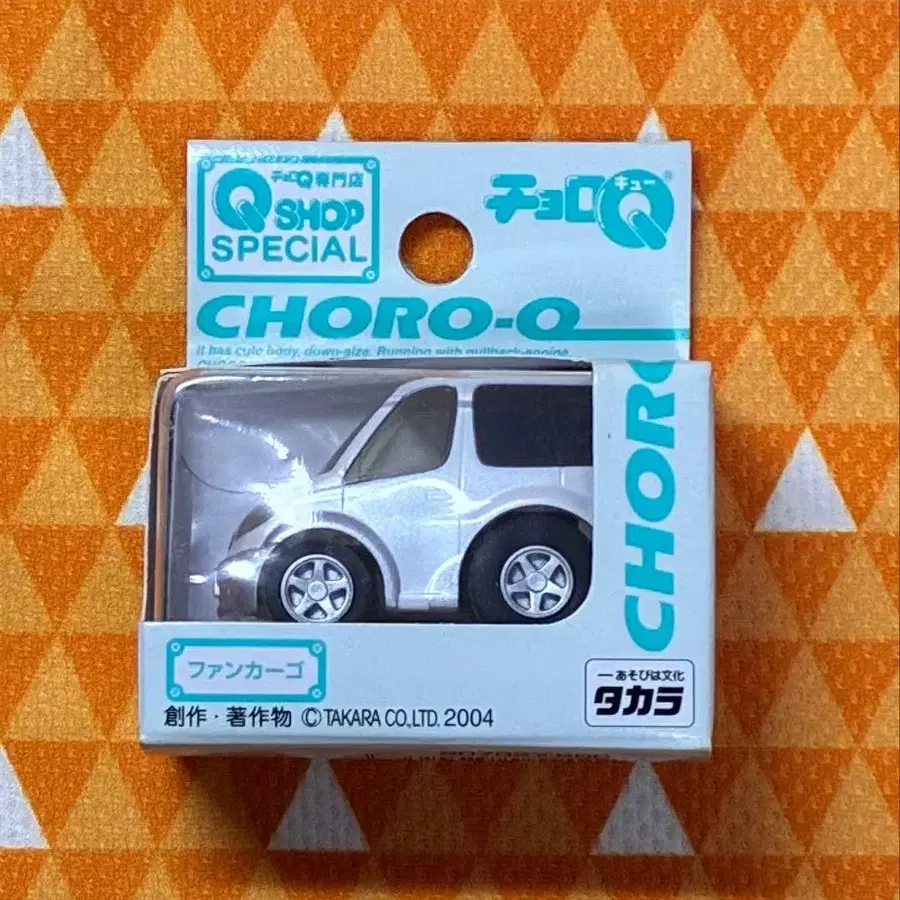 チョロQ専門店
Q SHOP
SPECIAL
チョロQ
キュー
®
CHORO-Q
It has cute body, down-size. Running with pullback-engine.
CHORO
ファンカーゴ
創作・著作物 ©TAKARA CO.,LTD. 2004
あそびは文化
タカラ